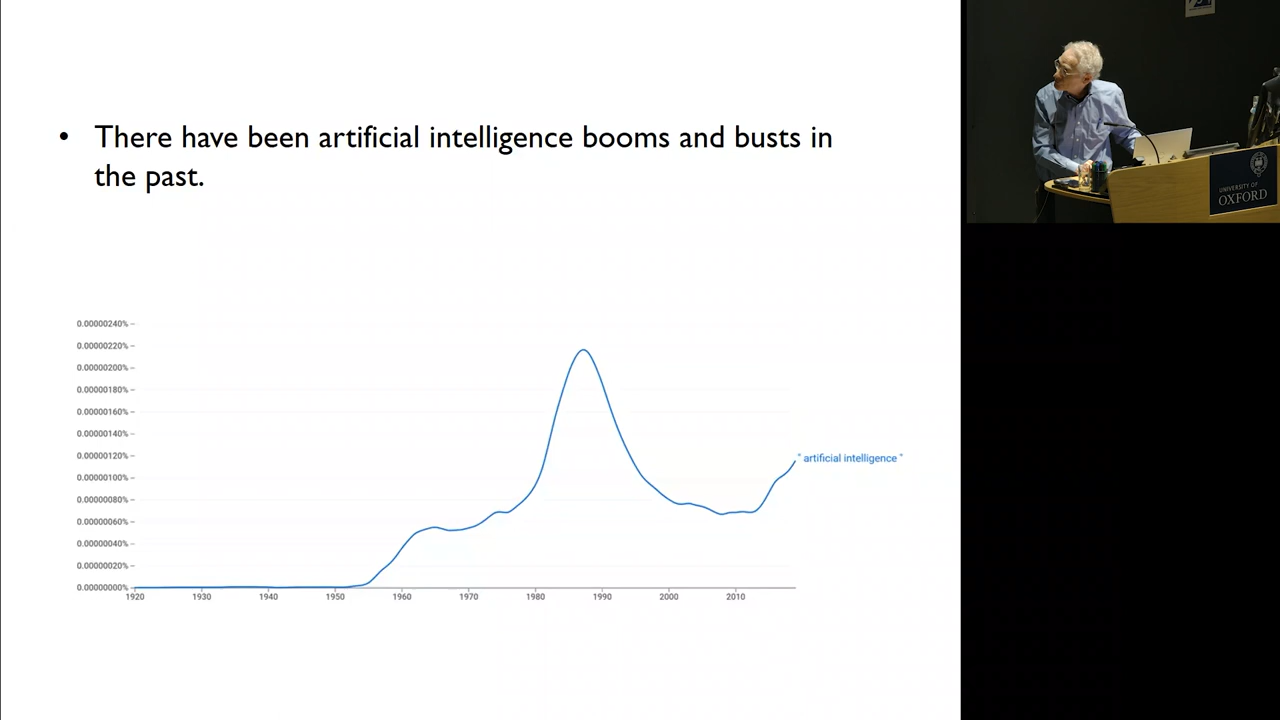 • There have been artificial intelligence booms and busts in
the past.
0.00000240%
0.00000220%
0.00000200%
0.00000180%
0.00000160%
0.00000140%
0.00000120%
0.00000100%
0.00000080%
0.00000060%
0.00000040%
0.00000020%
0.00000000%
1920 1930 1940 1950 1960 1970 1980 1990 2000 2010
" artificial intelligence "
UNIVERSITY OF
OXFORD